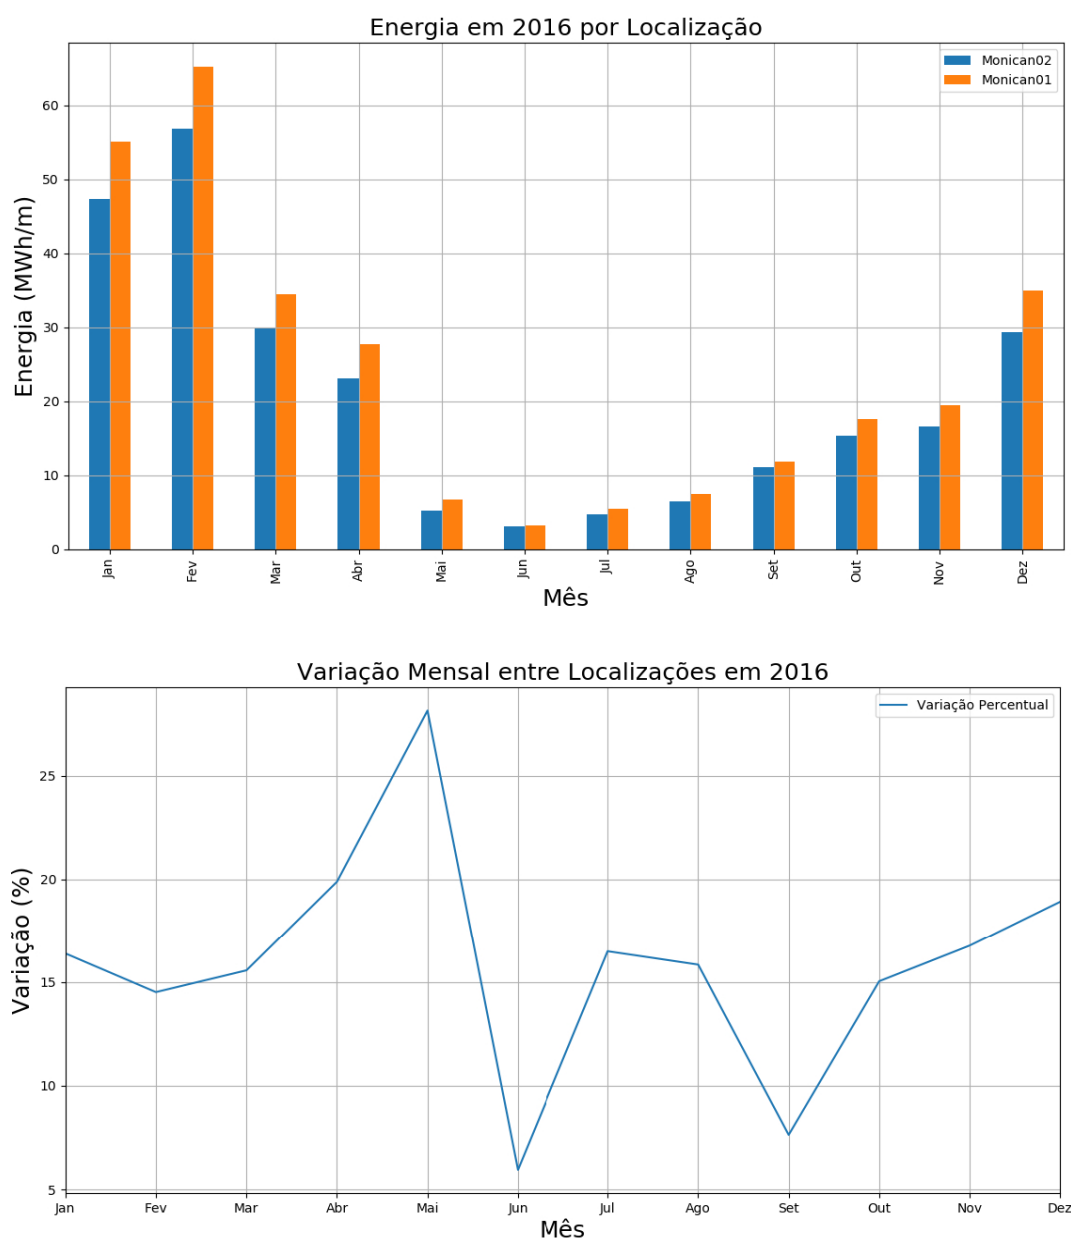 Energia em 2016 por Localização
Monican02
Monican01
Energia (MWh/m)
60
50
40
30
20
10
0
Jan Fev Mar Abr Mai Jun Jul Ago Set Out Nov Dez
Mês
Variação Mensal entre Localizações em 2016
Variação Percentual
Variação (%)
25
20
15
10
5
Jan Fev Mar Abr Mai Jun Jul Ago Set Out Nov Dez
Mês